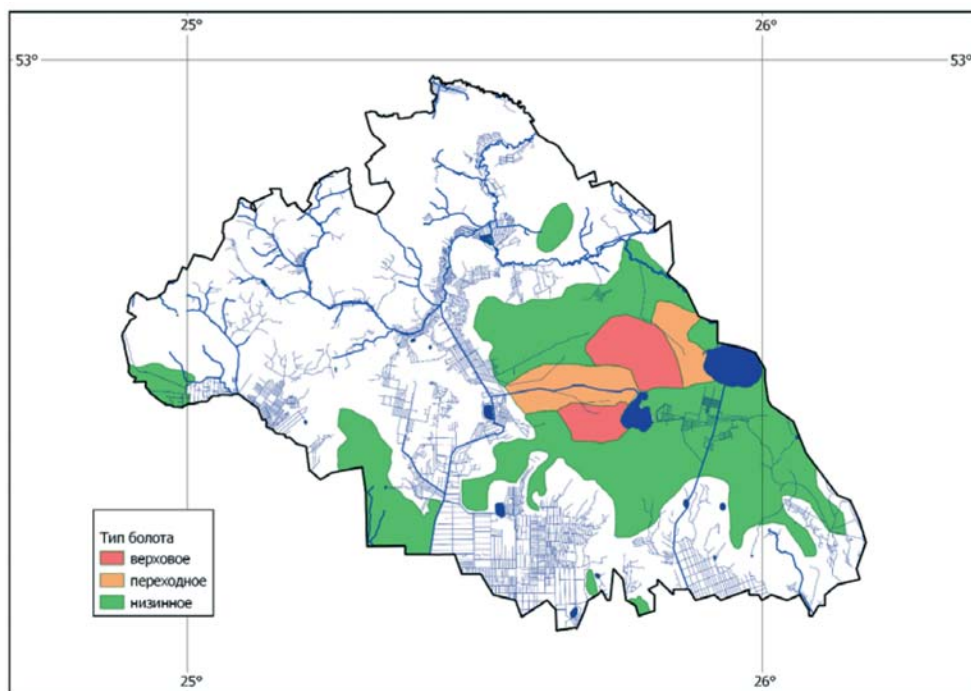 25° 26°
53° 53°
Тип болота
верховое
переходное
низинное
25° 26°